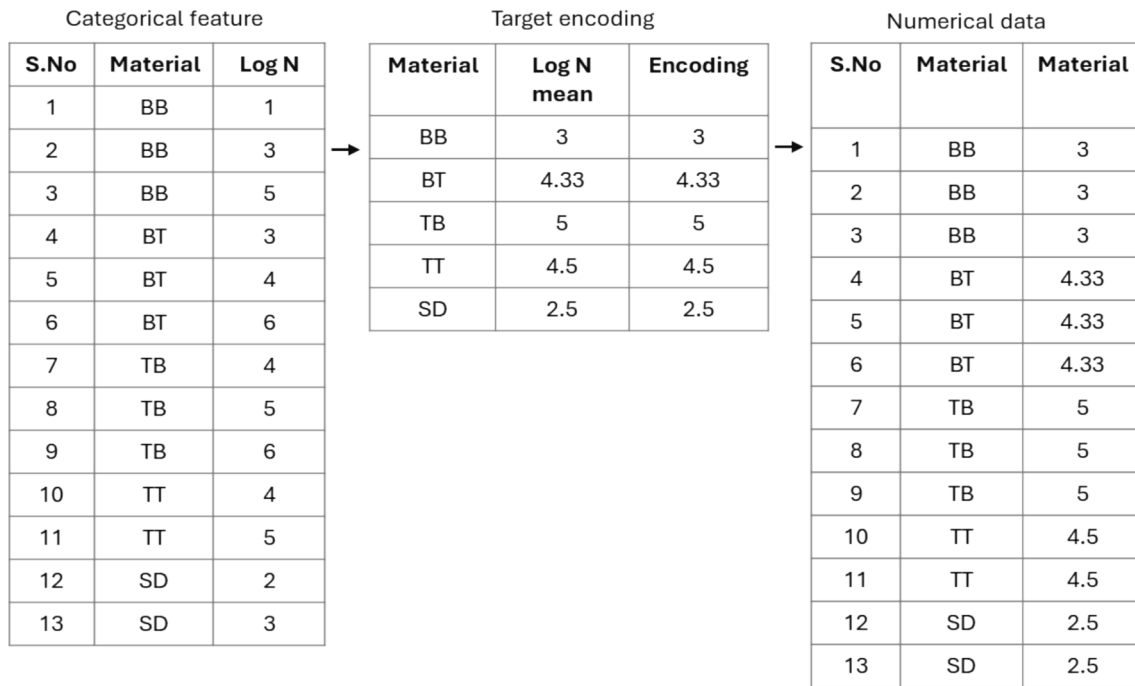 Categorical feature
S.No Material Log N
1 BB 1
2 BB 3
3 BB 5
4 BT 3
5 BT 4
6 BT 6
7 TB 4
8 TB 5
9 TB 6
10 TT 4
11 TT 5
12 SD 2
13 SD 3
Target encoding
Material Log N mean Encoding
BB 3 3
BT 4.33 4.33
TB 5 5
TT 4.5 4.5
SD 2.5 2.5
Numerical data
S.No Material Material
1 BB 3
2 BB 3
3 BB 3
4 BT 4.33
5 BT 4.33
6 BT 4.33
7 TB 5
8 TB 5
9 TB 5
10 TT 4.5
11 TT 4.5
12 SD 2.5
13 SD 2.5